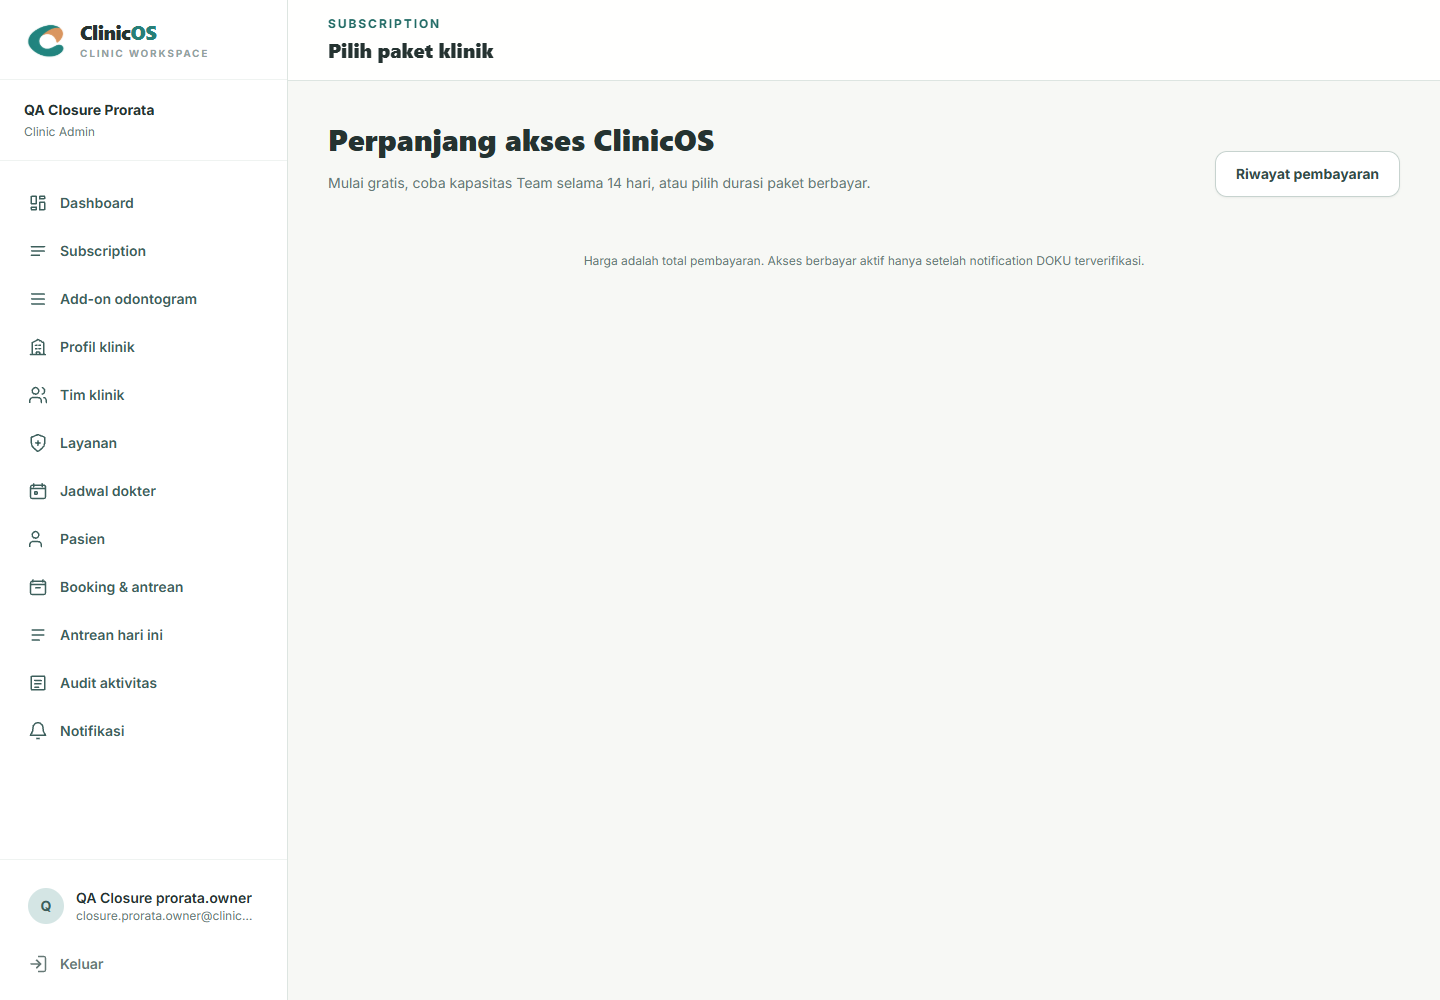 ClinicOS
CLINIC WORKSPACE
QA Closure Prorata
Clinic Admin
Dashboard
Subscription
Add-on odontogram
Profil klinik
Tim klinik
Layanan
Jadwal dokter
Pasien
Booking & antrean
Antrean hari ini
Audit aktivitas
Notifikasi
Q
QA Closure prorata.owner
closure.prorata.owner@clinic...
Keluar
SUBSCRIPTION
Pilih paket klinik
Perpanjang akses ClinicOS
Mulai gratis, coba kapasitas Team selama 14 hari, atau pilih durasi paket berbayar.
Riwayat pembayaran
Harga adalah total pembayaran. Akses berbayar aktif hanya setelah notification DOKU terverifikasi.